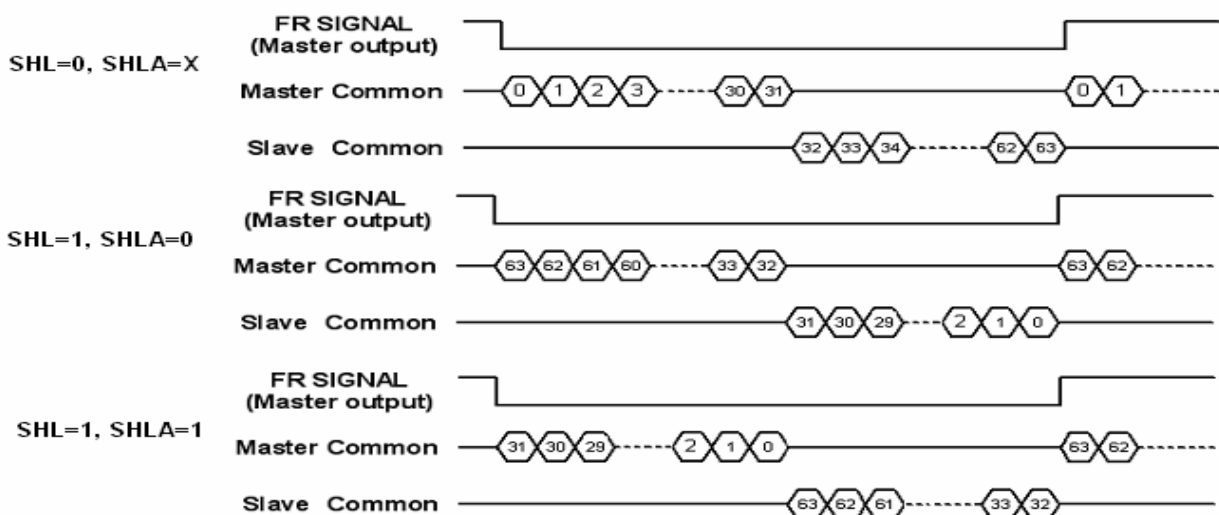 FR SIGNAL
(Master output)
SHL=0, SHLA=X
Master Common 0 1 2 3 30 31 0 1
Slave Common 32 33 34 62 63
FR SIGNAL
(Master output)
SHL=1, SHLA=0
Master Common 63 62 61 60 33 32 63 62
Slave Common 31 30 29 2 1 0
FR SIGNAL
(Master output)
SHL=1, SHLA=1
Master Common 31 30 29 2 1 0 63 62
Slave Common 63 62 61 33 32